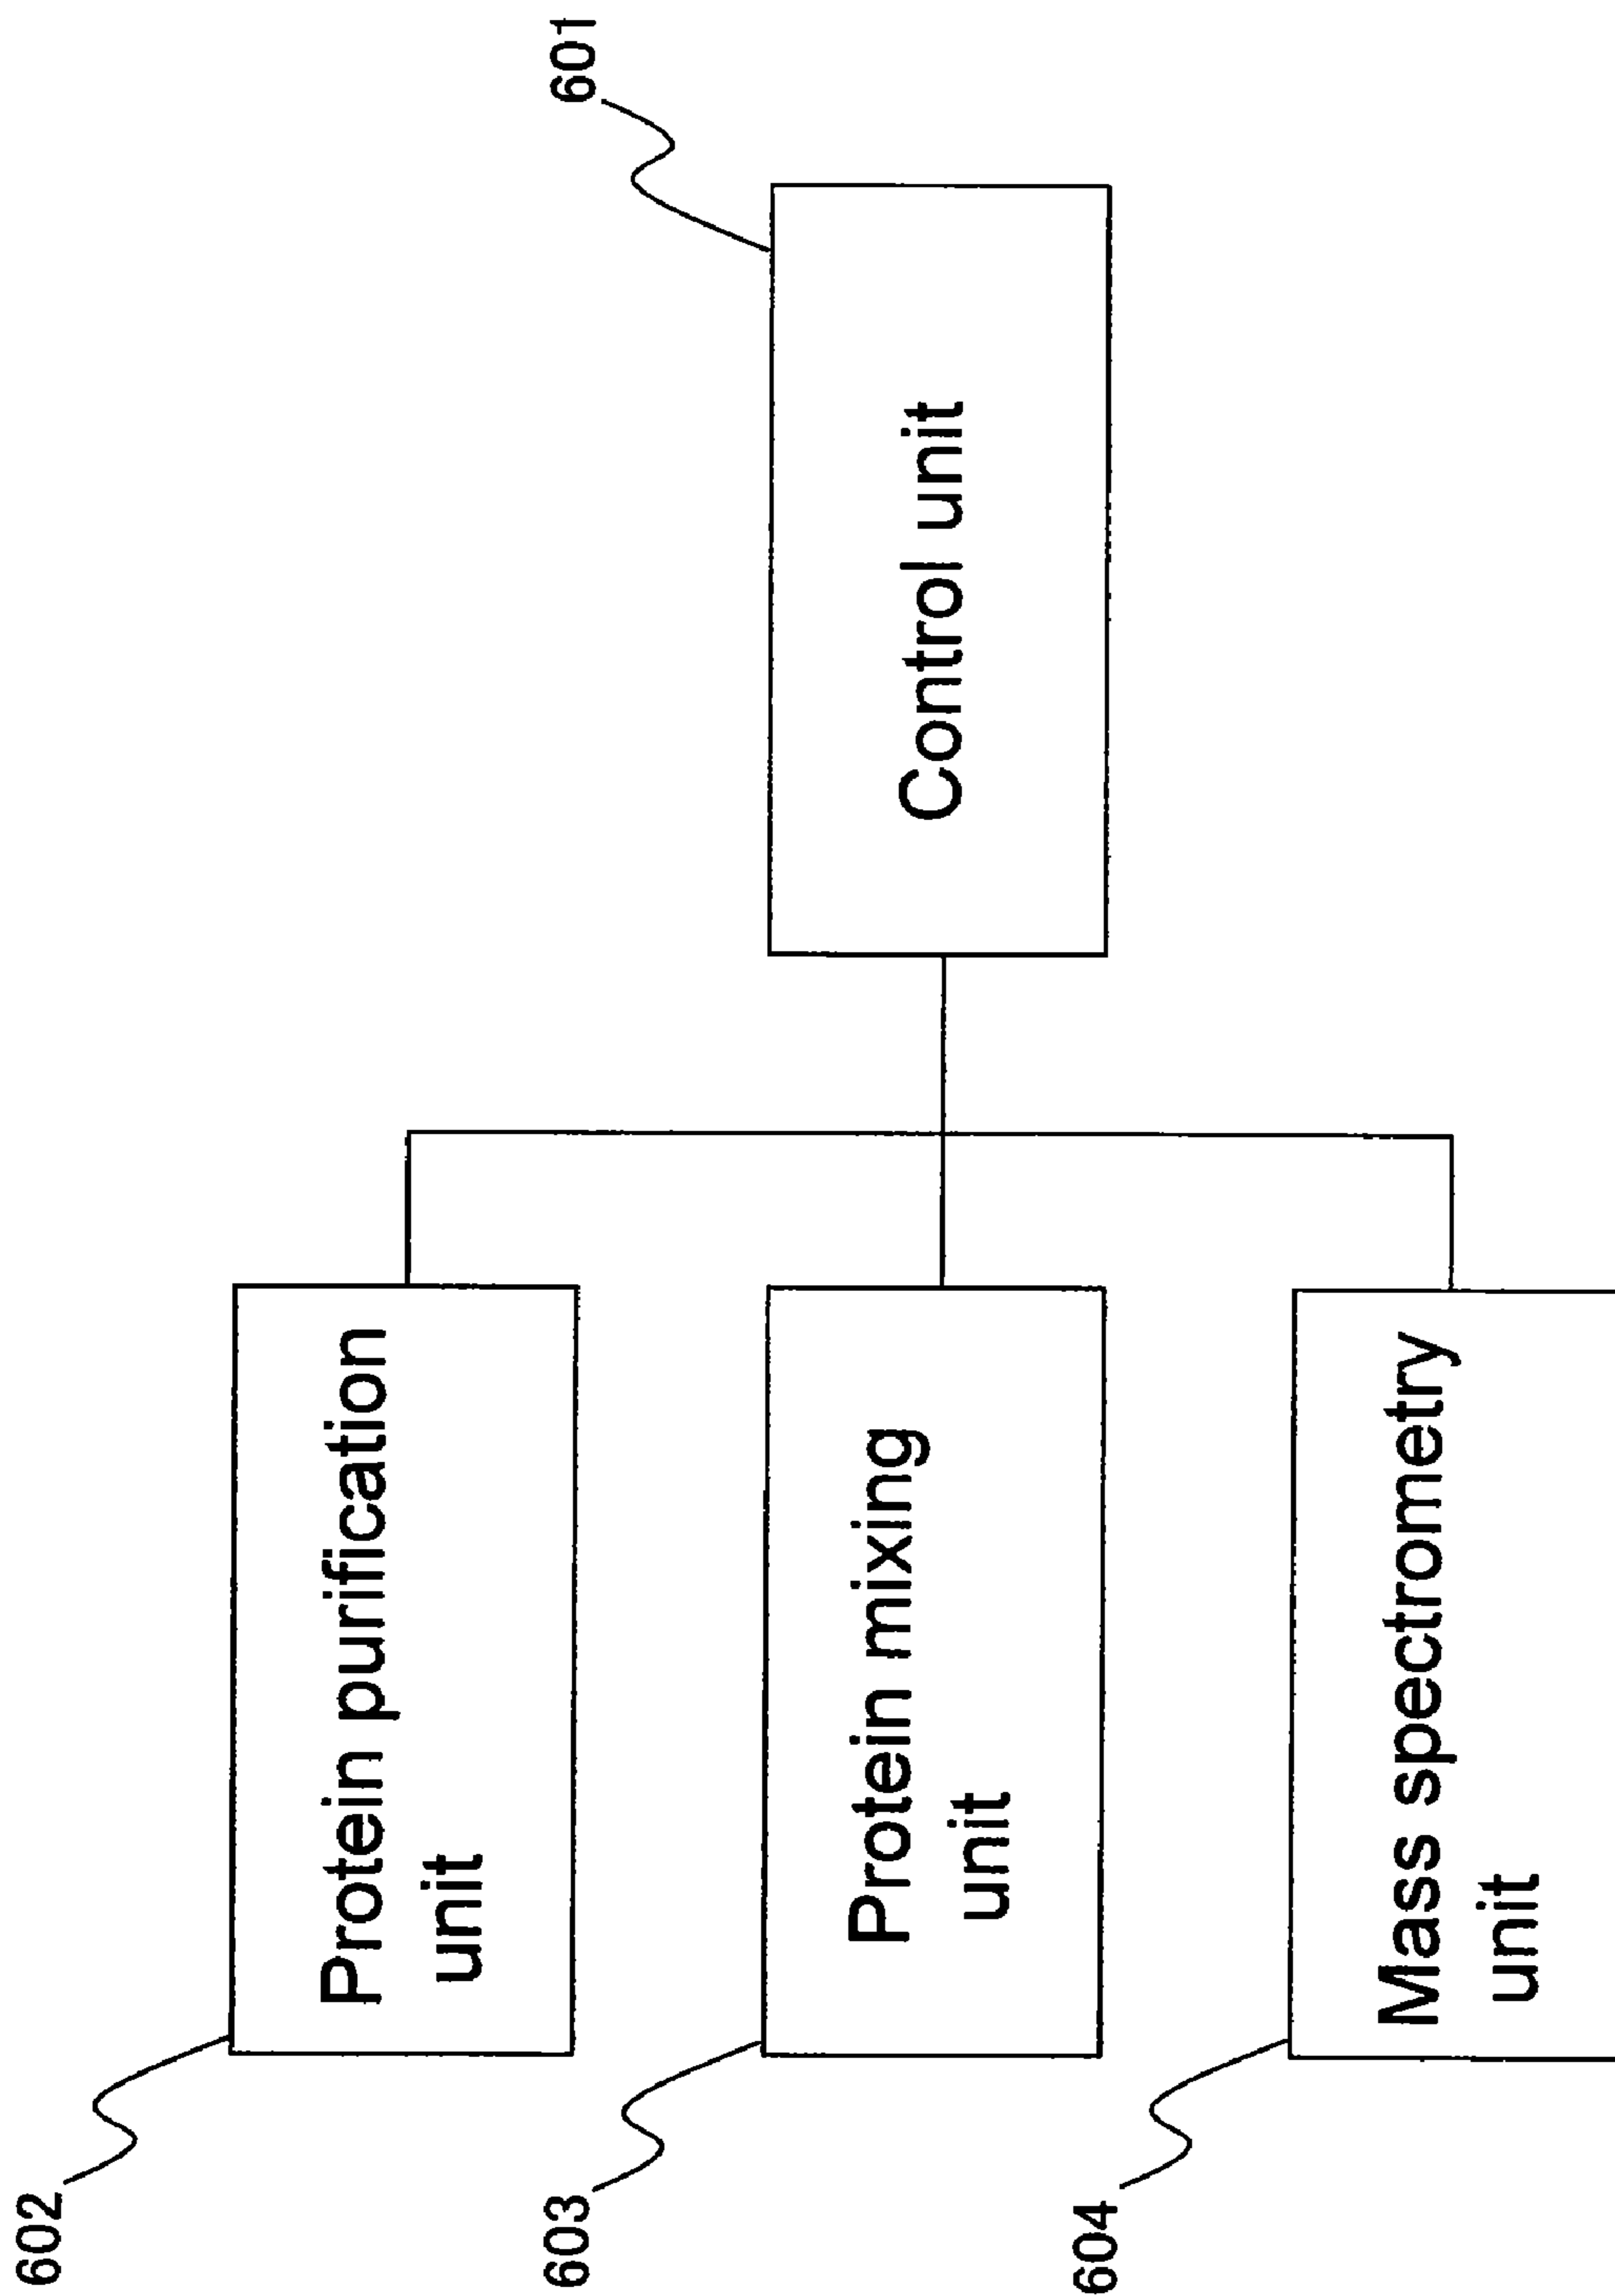 602
Protein purification
unit
603
Protein mixing
unit
604
Mass spectrometry
unit
601
Control unit